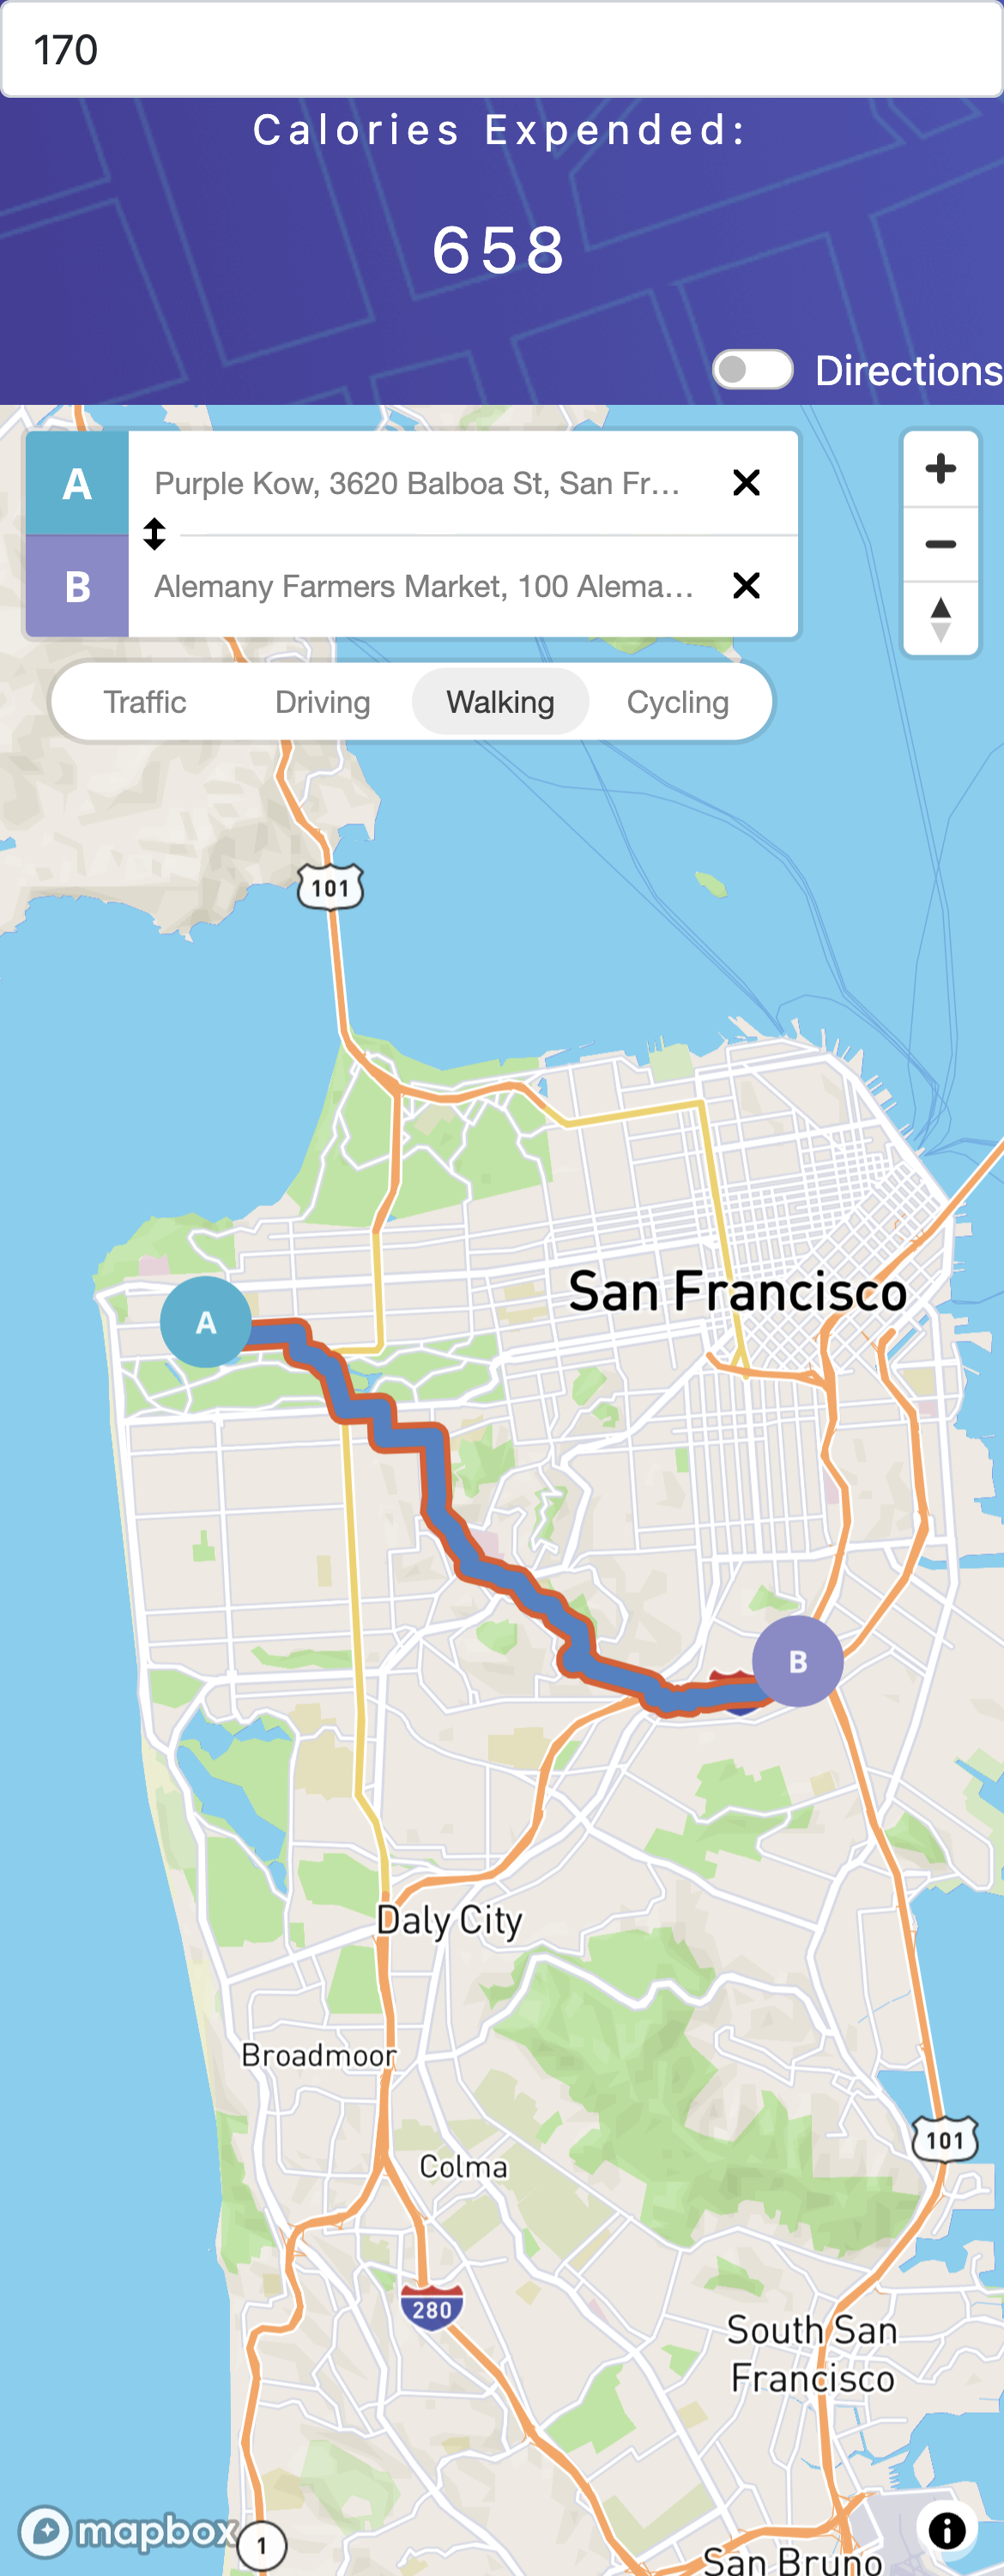 170
Calories Expended:
658
Directions
A
Purple Kow, 3620 Balboa St, San Fr...
B
Alemany Farmers Market, 100 Alema...
Traffic
Driving
Walking
Cycling
101
San Francisco
A
B
Daly City
Broadmoor
101
Colma
280
South San
Francisco
mapbox
1
San Bruno